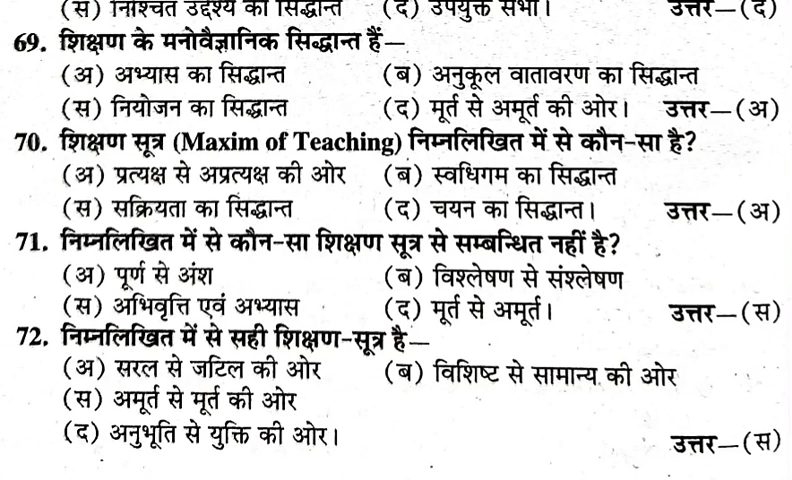 (स) निश्चित उद्देश्य का सिद्धान्त (द) उपयुक्त सभी। उत्तर—(द)
69. शिक्षण के मनोवैज्ञानिक सिद्धान्त हैं—
(अ) अभ्यास का सिद्धान्त (ब) अनुकूल वातावरण का सिद्धान्त
(स) नियोजन का सिद्धान्त (द) मूर्त से अमूर्त की ओर। उत्तर—(अ)
70. शिक्षण सूत्र (Maxim of Teaching) निम्नलिखित में से कौन-सा है?
(अ) प्रत्यक्ष से अप्रत्यक्ष की ओर (ब) स्वधिगम का सिद्धान्त
(स) सक्रियता का सिद्धान्त (द) चयन का सिद्धान्त। उत्तर—(अ)
71. निम्नलिखित में से कौन-सा शिक्षण सूत्र से सम्बन्धित नहीं है?
(अ) पूर्ण से अंश (ब) विश्लेषण से संश्लेषण
(स) अभिवृत्ति एवं अभ्यास (द) मूर्त से अमूर्त। उत्तर—(स)
72. निम्नलिखित में से सही शिक्षण-सूत्र है—
(अ) सरल से जटिल की ओर (ब) विशिष्ट से सामान्य की ओर
(स) अमूर्त से मूर्त की ओर
(द) अनुभूति से युक्ति की ओर। उत्तर—(स)